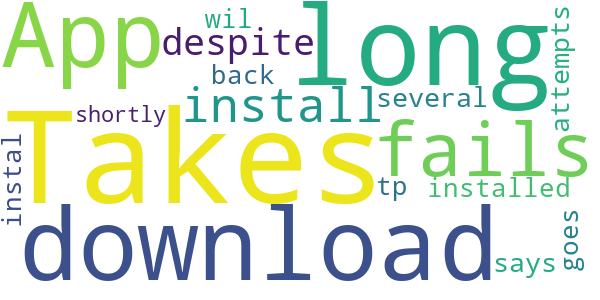 App
wil
despite
long
attempts
back
install
several
shortly
Takes
fails
instal
tp
installed
download
says
goes